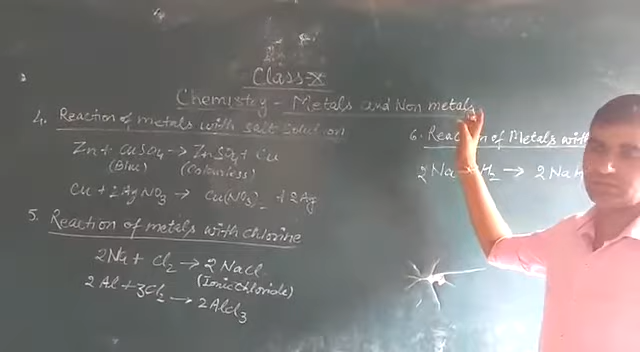 Class-X
Chemistry - Metals and Non metals
4. Reaction of metals with salt solution
Zn + CuSO4 → ZnSO4 + Cu
(Blue) (Colourless)
Cu + 2AgNO3 → Cu(NO3)2 + 2Ag
5. Reaction of metals with chlorine
2Na + Cl2 → 2NaCl
(Ionic chloride)
2Al + 3Cl2 → 2AlCl3
6. of Metals with
2Na + H2 → 2NaH